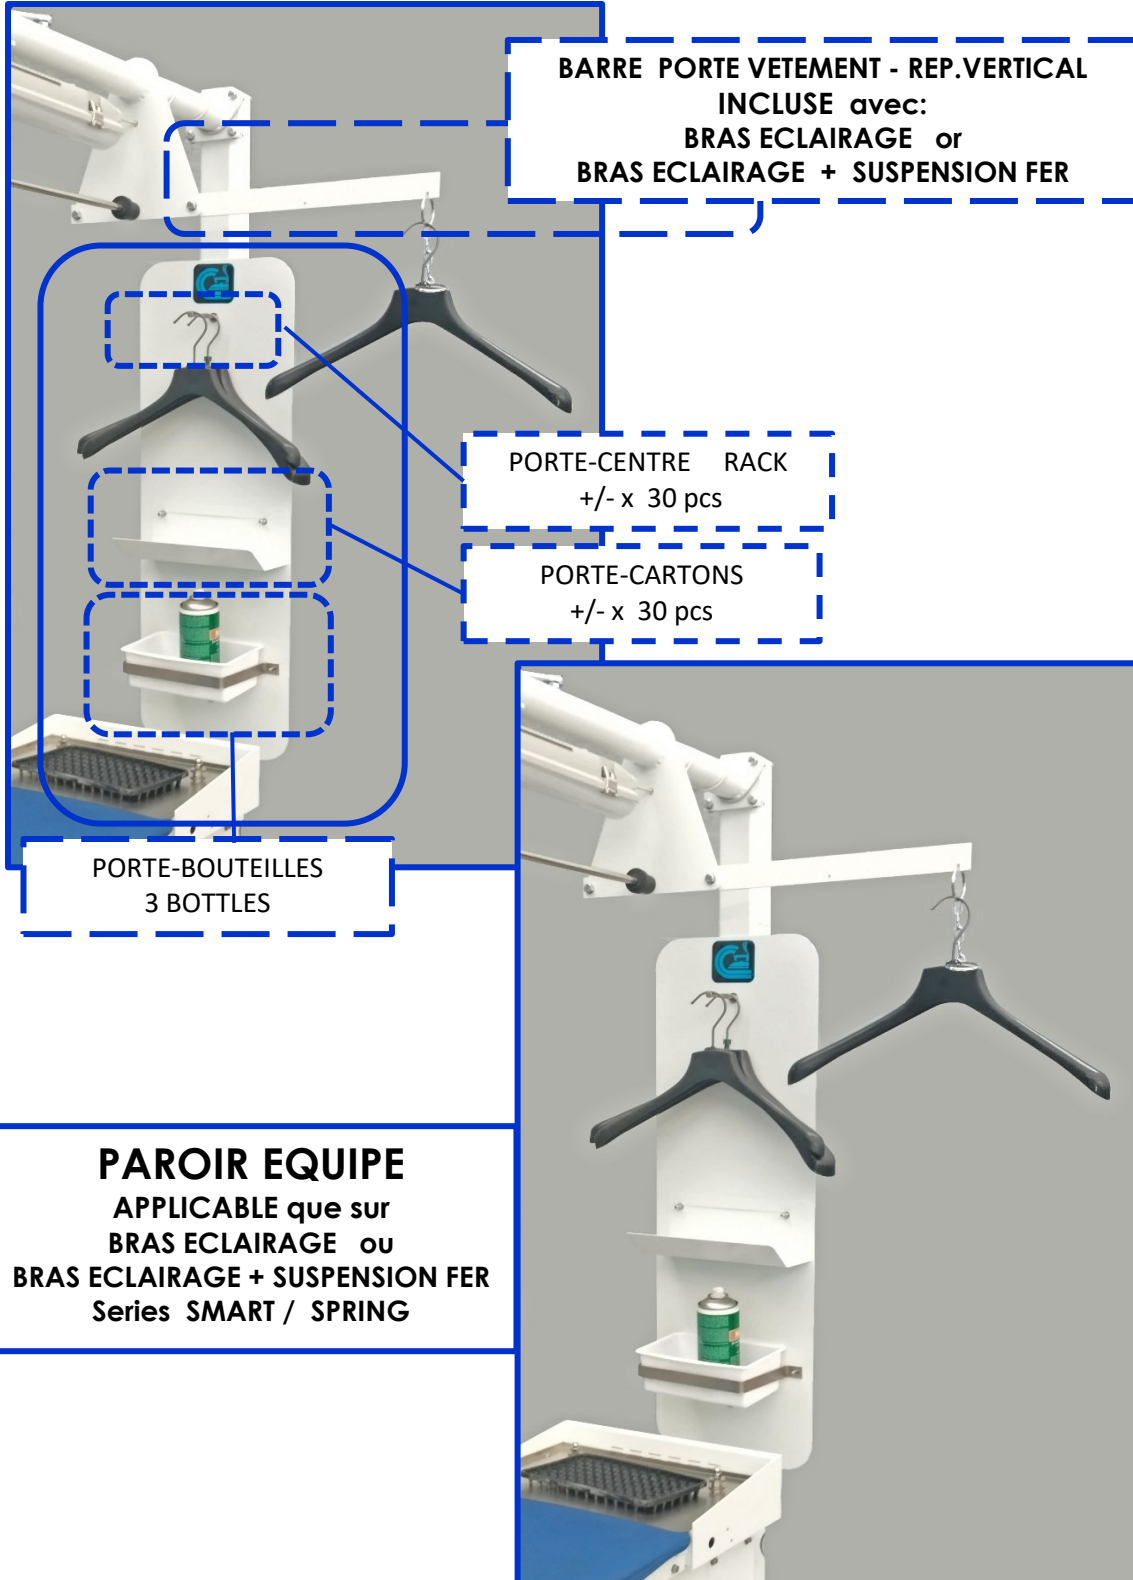 BARRE PORTE VETEMENT - REP.VERTICAL
INCLUSE avec:
BRAS ECLAIRAGE or
BRAS ECLAIRAGE + SUSPENSION FER
PORTE-CENTRE RACK
+/- x 30 pcs
PORTE-CARTONS
+/- x 30 pcs
PORTE-BOUTEILLES
3 BOTTLES
PAROIR EQUIPE
APPLICABLE que sur
BRAS ECLAIRAGE ou
BRAS ECLAIRAGE + SUSPENSION FER
Series SMART / SPRING